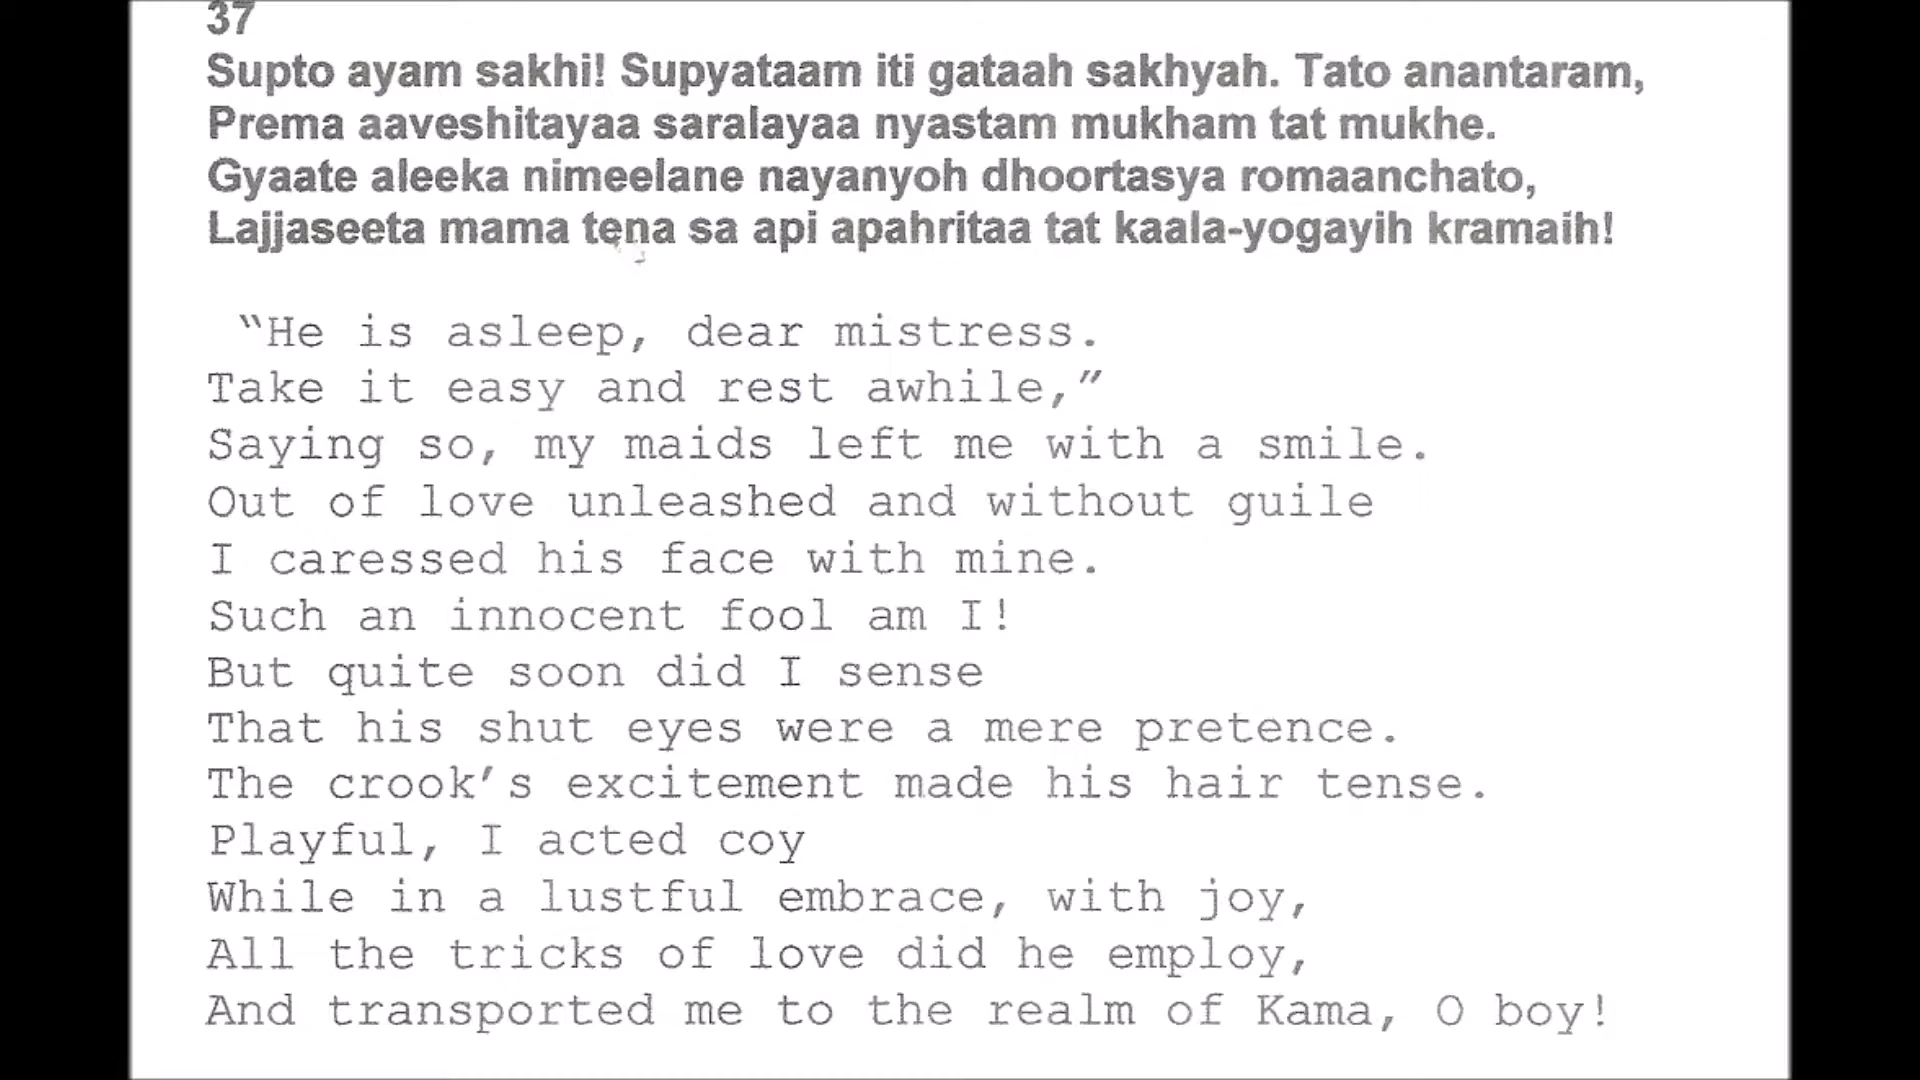 37
Supto ayam sakhi! Supyataam iti gataah sakhyah. Tato anantaram,
Prema aaveshitayaa saralayaa nyastam mukham tat mukhe.
Gyaate aleeka nimeelane nayanyoh dhoortasya romaanchato,
Lajjaseeta mama tena sa api apahritaa tat kaala-yogayih kramaih!
“He is asleep, dear mistress.
Take it easy and rest awhile,”
Saying so, my maids left me with a smile.
Out of love unleashed and without guile
I caressed his face with mine.
Such an innocent fool am I!
But quite soon did I sense
That his shut eyes were a mere pretence.
The crook’s excitement made his hair tense.
Playful, I acted coy
While in a lustful embrace, with joy,
All the tricks of love did he employ,
And transported me to the realm of Kama, O boy!